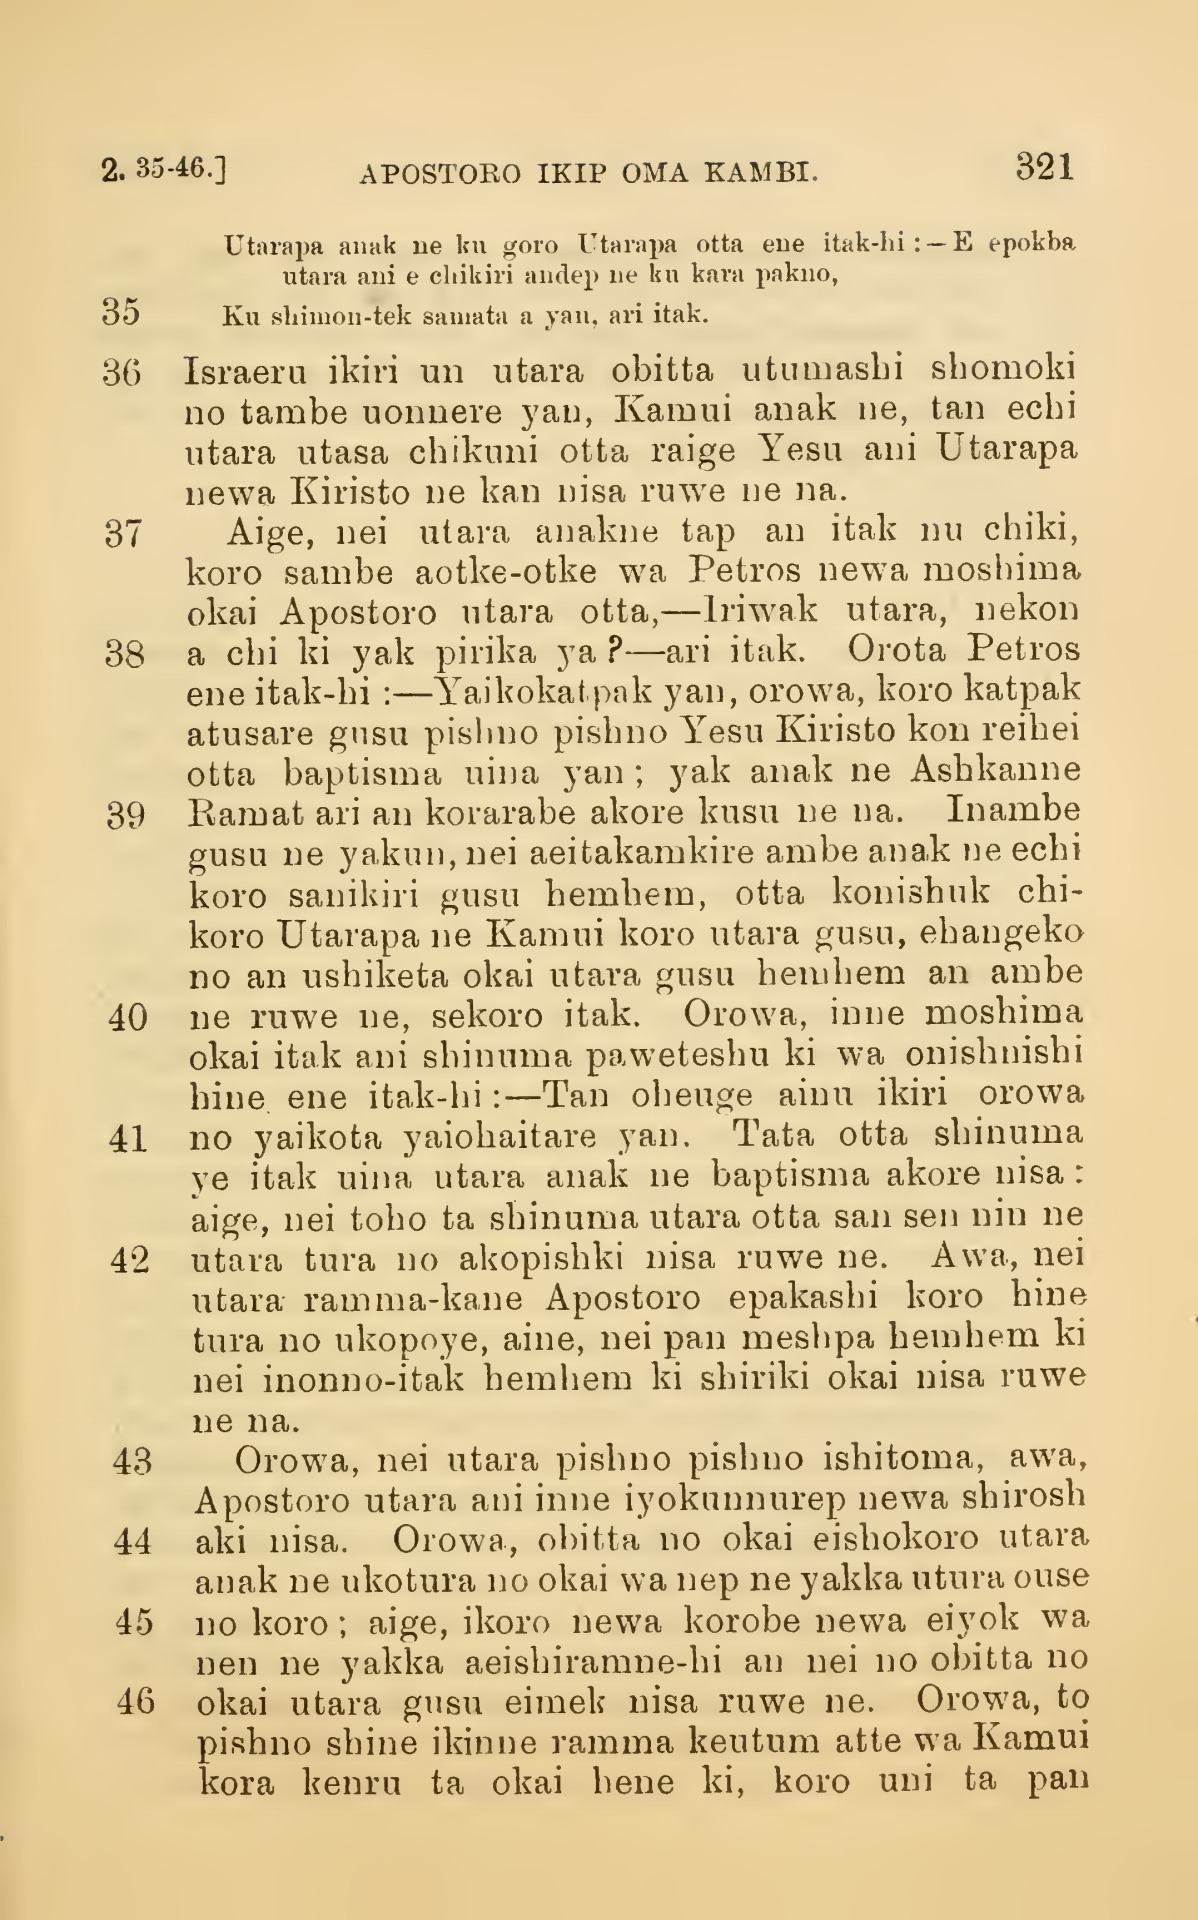 2. 35-46.] APOSTORO IKIP OMA KAMBI. 321
Utarapa anak ne ku goro Utarapa otta ene itak-hi :—E epokba
utara ani e chikiri andep ne ku kara pakno,
35 Ku shimon-tek samata a yan, ari itak.
36 Israeru ikiri un utara obitta utumashi shomoki
no tambe uonnere yan, Kamui anak ne, tan echi
utara utasa chikuni otta raige Yesu ani Utarapa
newa Kiristo ne kan nisa ruwe ne na.
37 Aige, nei utara anakne tap an itak nu chiki,
koro sambe aotke-otke wa Petros newa moshima
okai Apostoro utara otta,—Iriwak utara, nekon
38 a chi ki yak pirika ya?—ari itak. Orota Petros
ene itak-hi :—Yaikokatpak yan, orowa, koro katpak
atusare gusu pishno pishno Yesu Kiristo kon reihei
otta baptisma uina yan; yak anak ne Ashkanne
39 Ramat ari an korarabe akore kusu ne na. Inambe
gusu ne yakun, nei aeitakamkire ambe anak ne echi
koro sanikiri gusu hemhem, otta konishuk chi-
koro Utarapa ne Kamui koro utara gusu, ehangeko
no an ushiketa okai utara gusu hemhem an ambe
40 ne ruwe ne, sekoro itak. Orowa, inne moshima
okai itak ani shinuma paweteshu ki wa onishnishi
hine ene itak-hi :—Tan oheuge ainu ikiri orowa
41 no yaikota yaiohaitare yan. Tata otta shinuma
ye itak uina utara anak ne baptisma akore nisa:
aige, nei toho ta shinuma utara otta san sen nin ne
42 utara tura no akopishki nisa ruwe ne. Awa, nei
utara ramma-kane Apostoro epakashi koro hine
tura no ukopoye, aine, nei pan meshpa hemhem ki
nei inonno-itak hemhem ki shiriki okai nisa ruwe
ne na.
43 Orowa, nei utara pishno pishno ishitoma, awa,
Apostoro utara ani inne iyokunnurep newa shirosh
44 aki nisa. Orowa, obitta no okai eishokoro utara
anak ne ukotura no okai wa nep ne yakka utura ouse
45 no koro; aige, ikoro newa korobe newa eiyok wa
nen ne yakka aeishiramne-hi an nei no obitta no
46 okai utara gusu eimek nisa ruwe ne. Orowa, to
pishno shine ikinne ramma keutum atte wa Kamui
kora kenru ta okai hene ki, koro uni ta pan